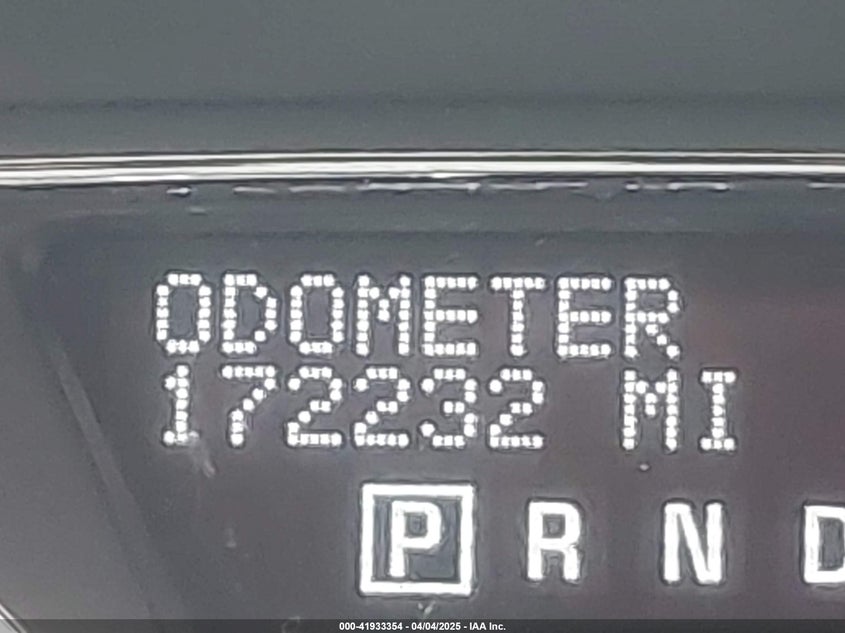 ODOMETER
172232 MI
P R N D
000-41933354 - 04/04/2025 - IAA Inc.